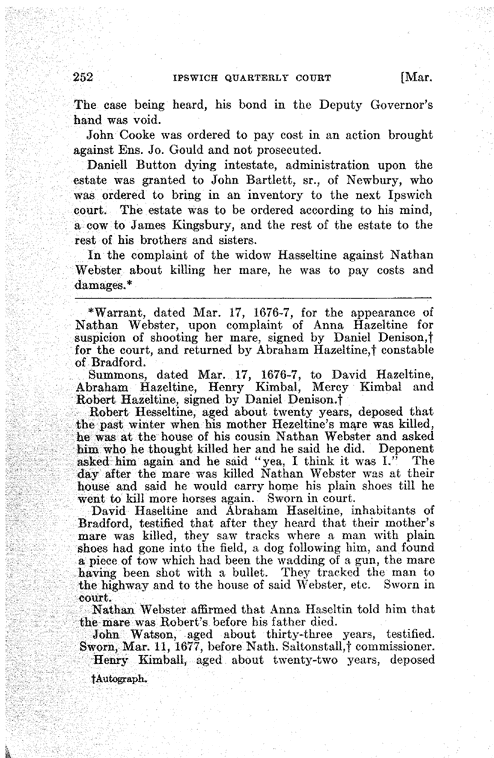 252 IPSWICH QUARTERLY COURT [Mar.
The case being heard, his bond in the Deputy Governor's
hand was void.
John Cooke was ordered to pay cost in an action brought
against Ens. Jo. Gould and not prosecuted.
Daniell Button dying intestate, administration upon the
estate was granted to John Bartlett, sr., of Newbury, who
was ordered to bring in an inventory to the next Ipswich
court. The estate was to be ordered according to his mind,
a cow to James Kingsbury, and the rest of the estate to the
rest of his brothers and sisters.
In the complaint of the widow Hasseltine against Nathan
Webster about killing her mare, he was to pay costs and
damages.*
*Warrant, dated Mar. 17, 1676-7, for the appearance of
Nathan Webster, upon complaint of Anna Hazeltine for
suspicion of shooting her mare, signed by Daniel Denison,†
for the court, and returned by Abraham Hazeltine,† constable
of Bradford.
Summons, dated Mar. 17, 1676-7, to David Hazeltine,
Abraham Hazeltine, Henry Kimbal, Mercy Kimbal and
Robert Hazeltine, signed by Daniel Denison.†
Robert Hesseltine, aged about twenty years, deposed that
the past winter when his mother Hezeltine's mare was killed,
he was at the house of his cousin Nathan Webster and asked
him who he thought killed her and he said he did. Deponent
asked him again and he said "yea, I think it was I." The
day after the mare was killed Nathan Webster was at their
house and said he would carry home his plain shoes till he
went to kill more horses again. Sworn in court.
David Haseltine and Abraham Haseltine, inhabitants of
Bradford, testified that after they heard that their mother's
mare was killed, they saw tracks where a man with plain
shoes had gone into the field, a dog following him, and found
a piece of tow which had been the wadding of a gun, the mare
having been shot with a bullet. They tracked the man to
the highway and to the house of said Webster, etc. Sworn in
court.
Nathan Webster affirmed that Anna Haseltin told him that
the mare was Robert's before his father died.
John Watson, aged about thirty-three years, testified.
Sworn, Mar. 11, 1677, before Nath. Saltonstall,† commissioner.
Henry Kimball, aged about twenty-two years, deposed
†Autograph.